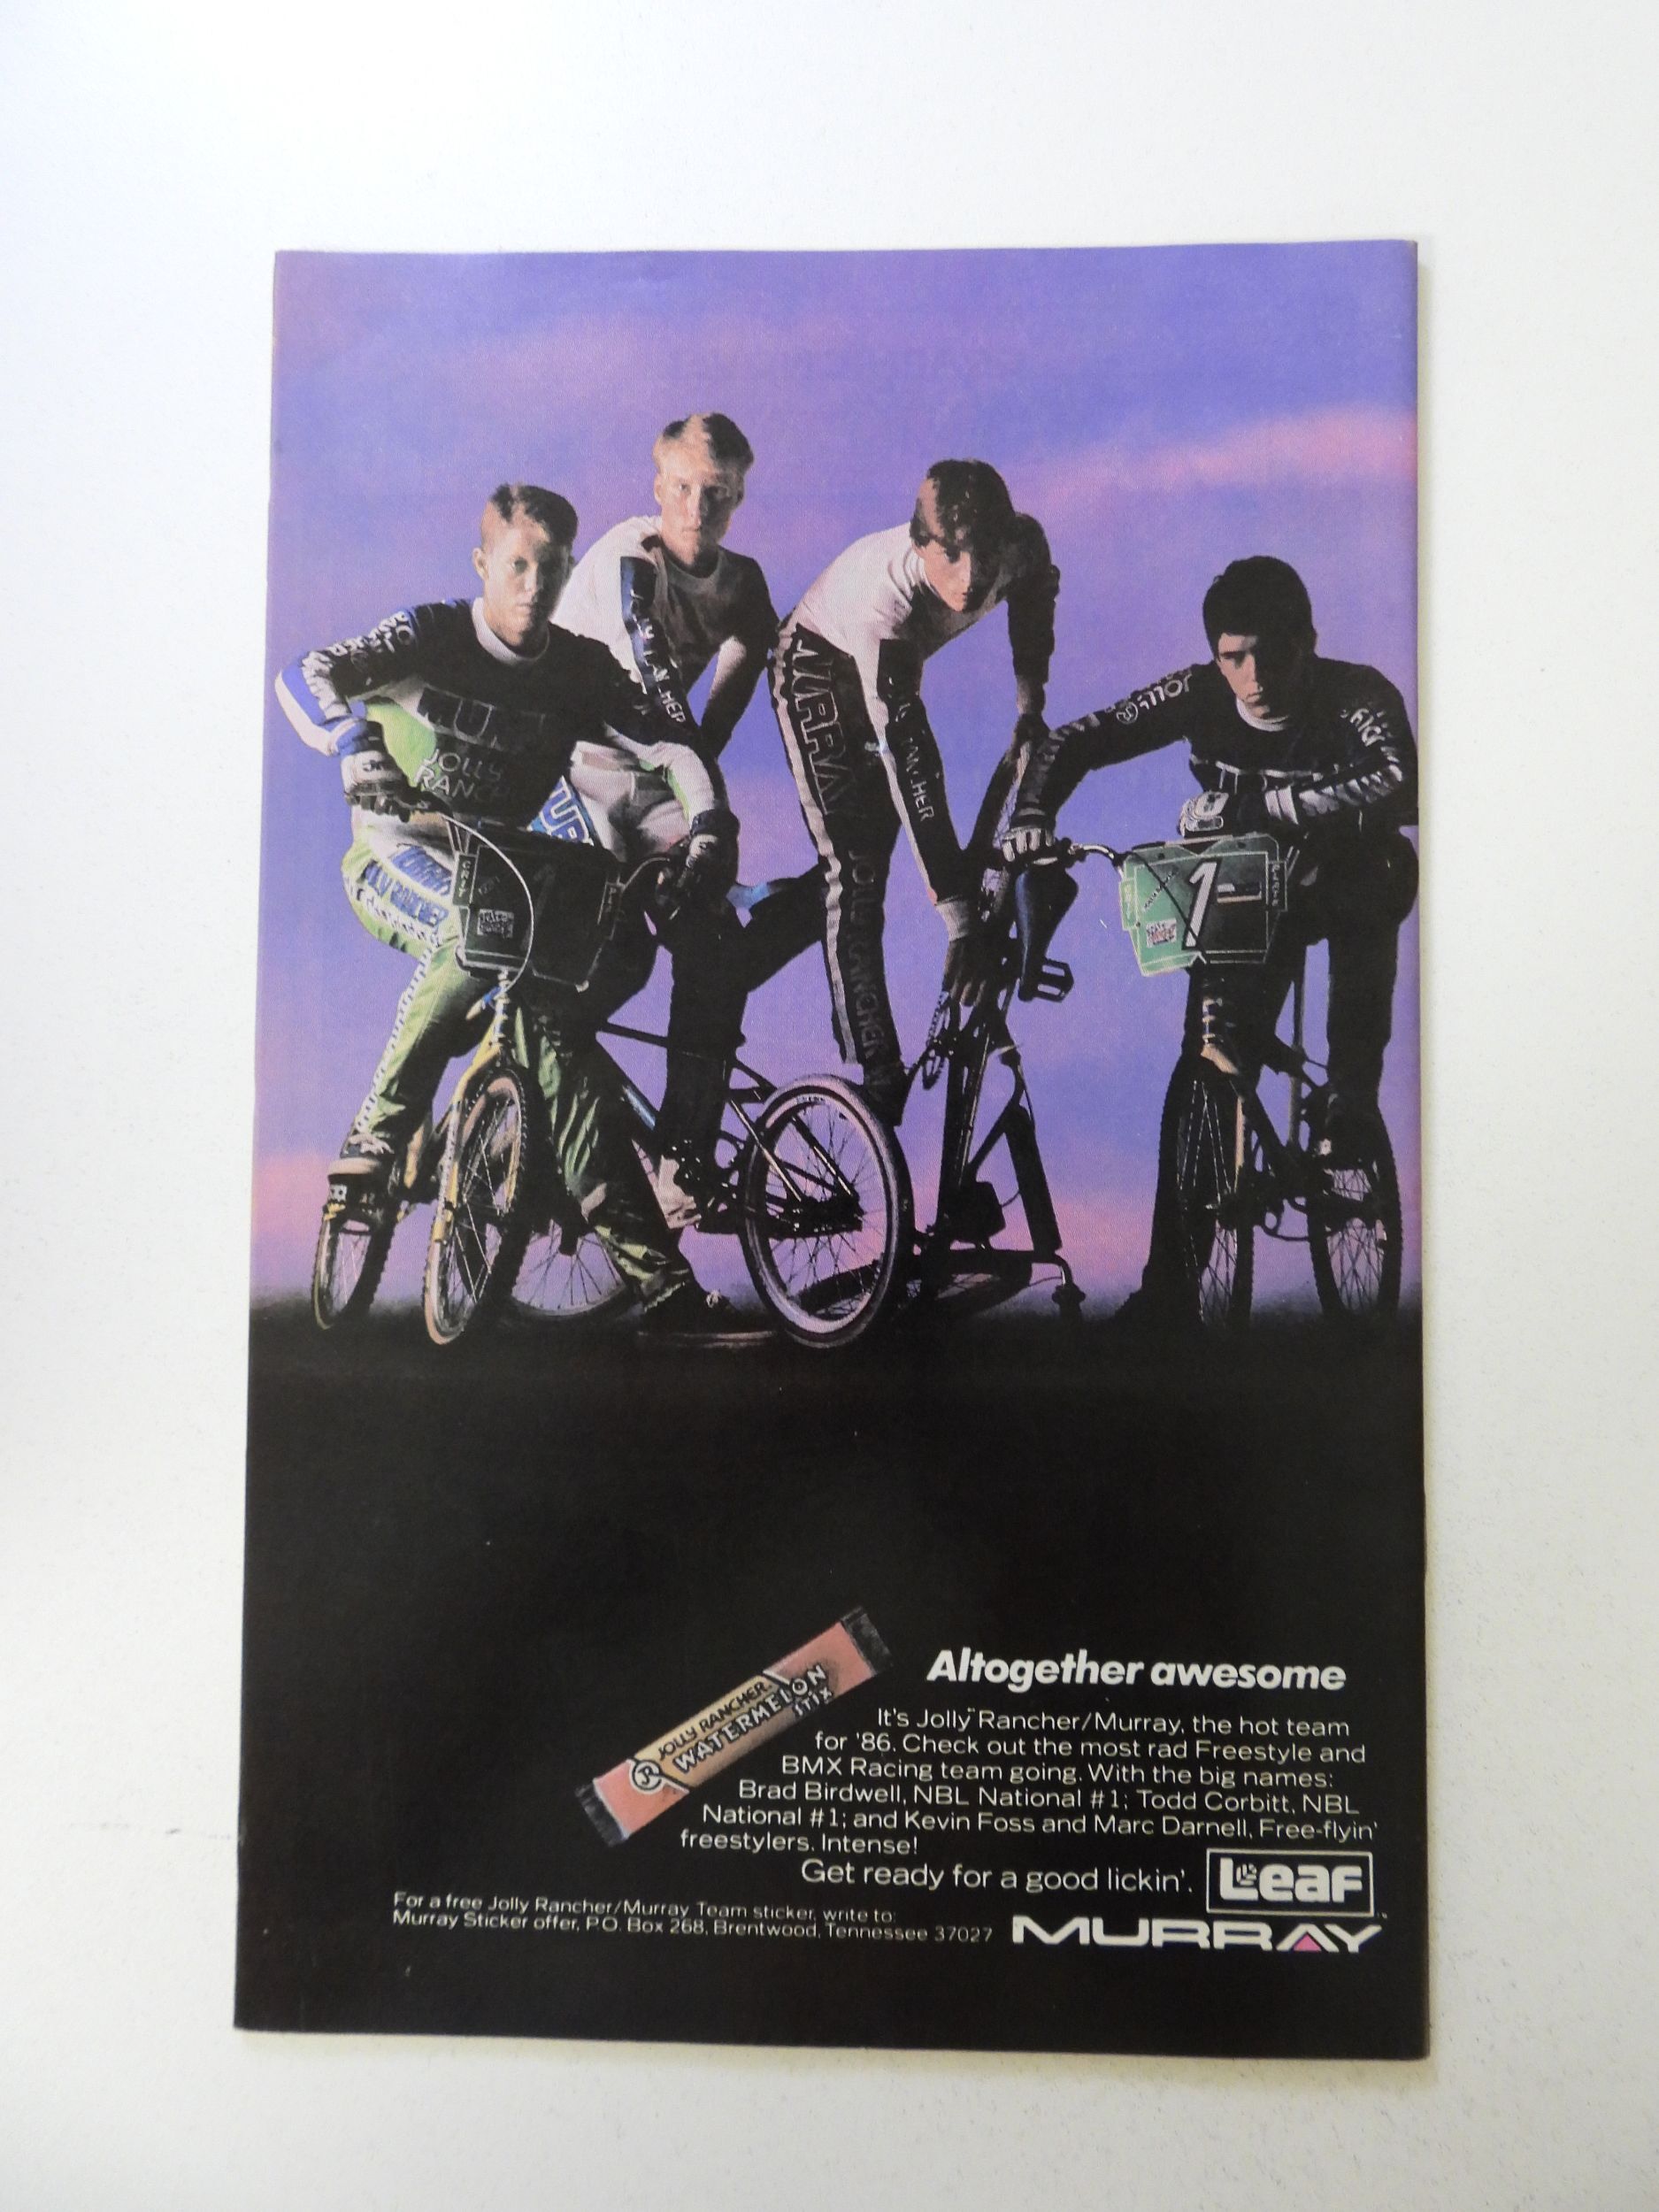 JOLLY
RANCHER
MURRAY
JOLLY RANCHER
JOLLY
1
JOLLY RANCHER
WATERMELON
STIX
Altogether awesome
It's Jolly Rancher/Murray, the hot team
for '86. Check out the most rad Freestyle and
BMX Racing team going. With the big names:
Brad Birdwell, NBL National #1; Todd Corbitt, NBL
National #1; and Kevin Foss and Marc Darnell, Free-flyin'
freestylers. Intense!
Get ready for a good lickin'.
Leaf
For a free Jolly Rancher/Murray Team sticker, write to:
Murray Sticker offer, P.O. Box 268, Brentwood, Tennessee 37027
MURRAY